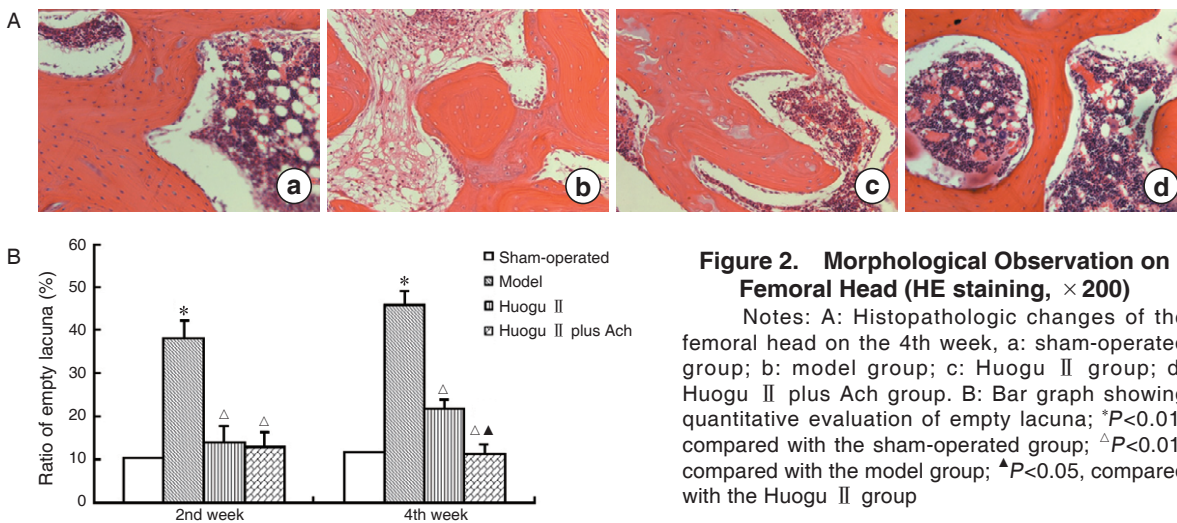 A
a
b
c
d
B
Ratio of empty lacuna (%)
60
50
40
30
20
10
0
*
△
△
*
△
△▲
2nd week
4th week
Sham-operated
Model
Huogu Ⅱ
Huogu Ⅱ plus Ach
Figure 2. Morphological Observation on
Femoral Head (HE staining, ×200)
Notes: A: Histopathologic changes of the
femoral head on the 4th week, a: sham-operated
group; b: model group; c: Huogu Ⅱ group; d
Huogu Ⅱ plus Ach group. B: Bar graph showing
quantitative evaluation of empty lacuna; *P<0.01
compared with the sham-operated group; △P<0.01
compared with the model group; ▲P<0.05, compared
with the Huogu Ⅱ group